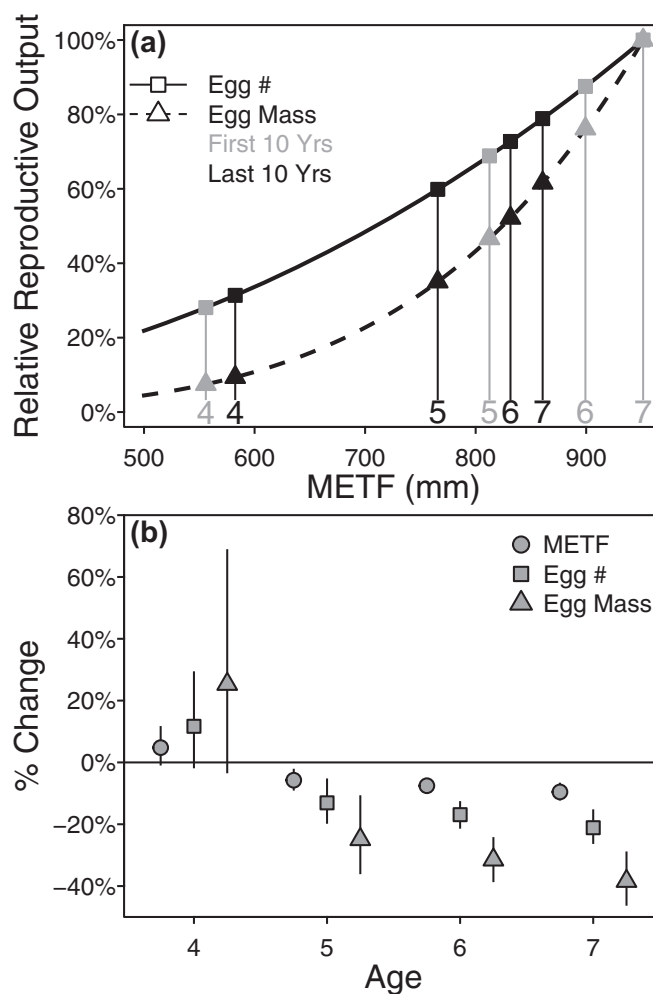 (a)
Relative Reproductive Output
100%
80%
60%
40%
20%
0%
Egg #
Egg Mass
First 10 Yrs
Last 10 Yrs
4 4 5 5 6 7 6 7
500 600 700 800 900
METF (mm)
(b)
% Change
80%
60%
40%
20%
0%
−20%
−40%
METF
Egg #
Egg Mass
4 5 6 7
Age